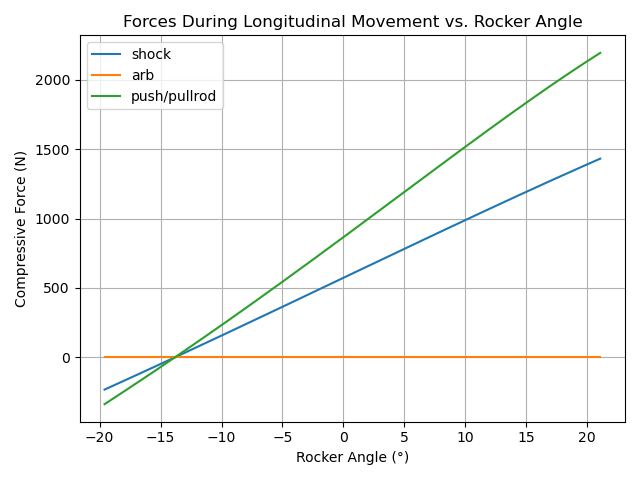 Forces During Longitudinal Movement vs. Rocker Angle
shock
arb
push/pullrod
Compressive Force (N)
2000
1500
1000
500
0
−20 −15 −10 −5 0 5 10 15 20
Rocker Angle (°)